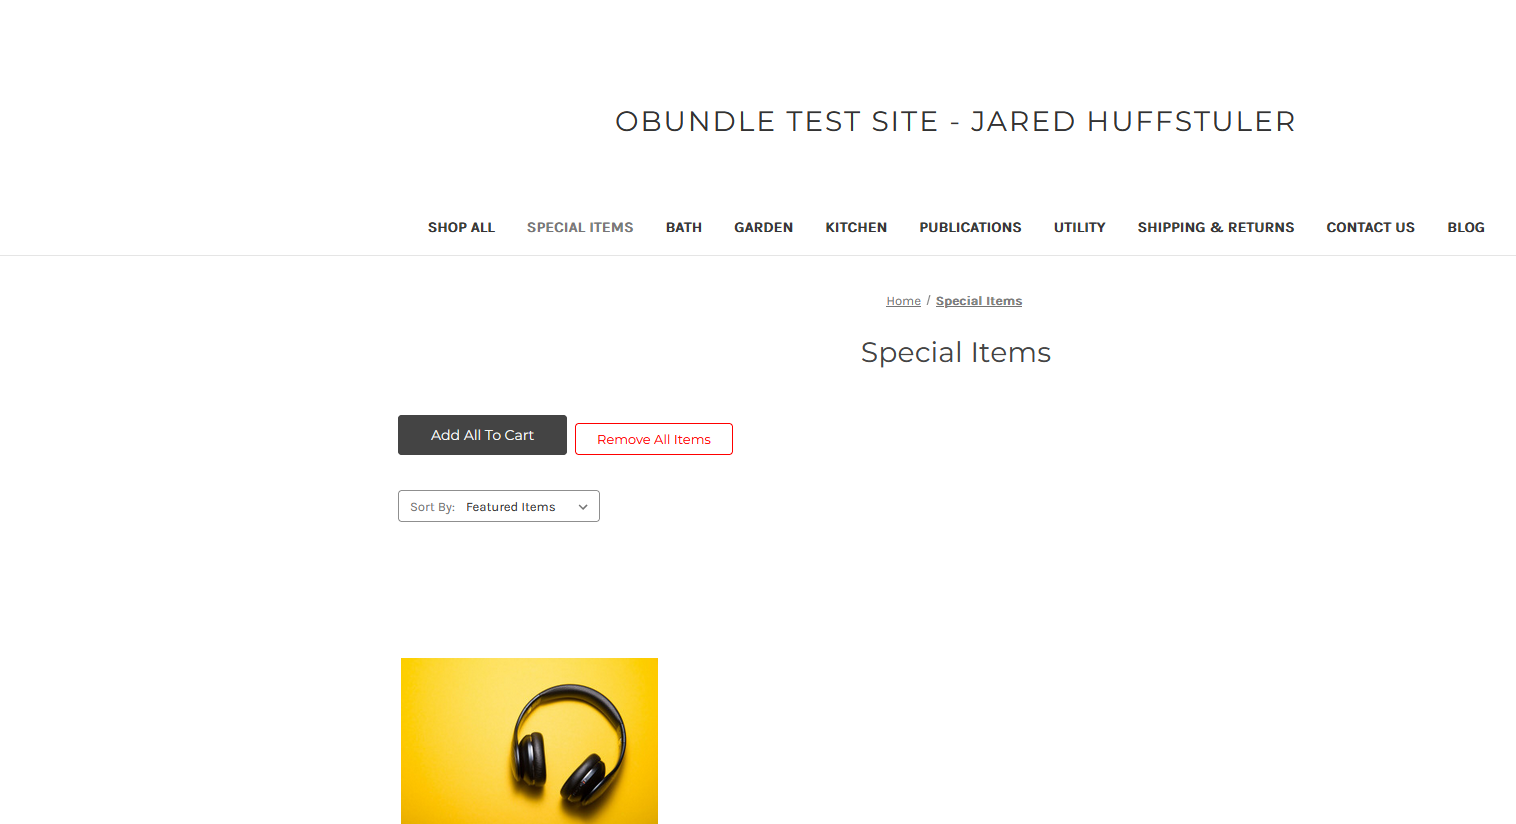 OBUNDLE TEST SITE - JARED HUFFSTULER
SHOP ALL SPECIAL ITEMS BATH GARDEN KITCHEN PUBLICATIONS UTILITY SHIPPING & RETURNS CONTACT US BLOG
Home / Special Items
Special Items
Add All To Cart Remove All Items
Sort By: Featured Items